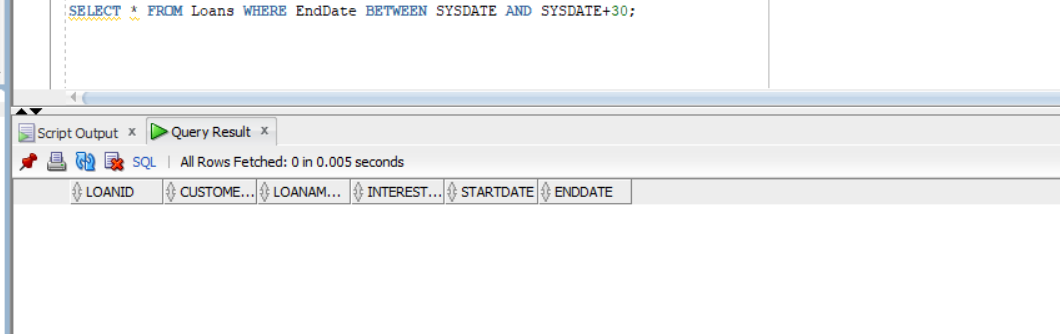 SELECT * FROM Loans WHERE EndDate BETWEEN SYSDATE AND SYSDATE+30;
Script Output x Query Result x
SQL | All Rows Fetched: 0 in 0.005 seconds
LOANID CUSTOME... LOANAM... INTEREST... STARTDATE ENDDATE